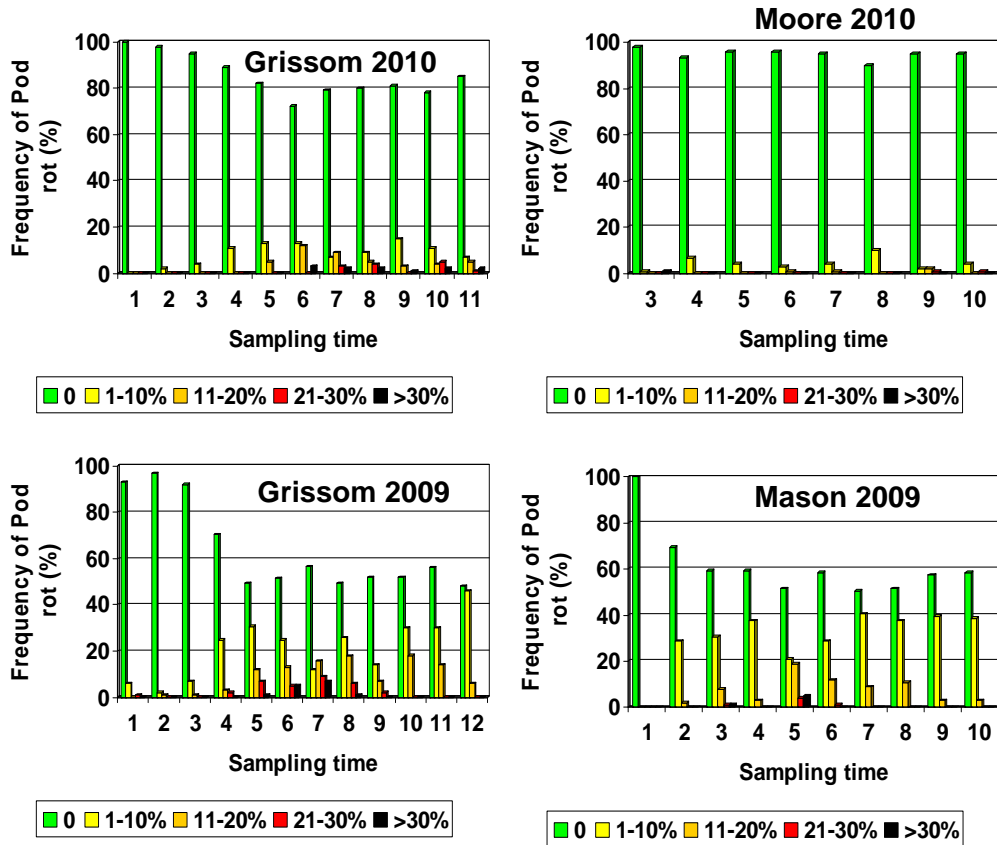 Grissom 2010
Frequency of Pod
rot (%)
100
80
60
40
20
0
1 2 3 4 5 6 7 8 9 10 11
Sampling time
0 1-10% 11-20% 21-30% >30%
Moore 2010
Frequency of Pod
rot (%)
100
80
60
40
20
0
3 4 5 6 7 8 9 10
Sampling time
0 1-10% 11-20% 21-30% >30%
Grissom 2009
Frequency of Pod
rot (%)
100
80
60
40
20
0
1 2 3 4 5 6 7 8 9 10 11 12
Sampling time
0 1-10% 11-20% 21-30% >30%
Mason 2009
Frequency of Pod
rot (%)
100
80
60
40
20
0
1 2 3 4 5 6 7 8 9 10
Sampling time
0 1-10% 11-20% 21-30% >30%